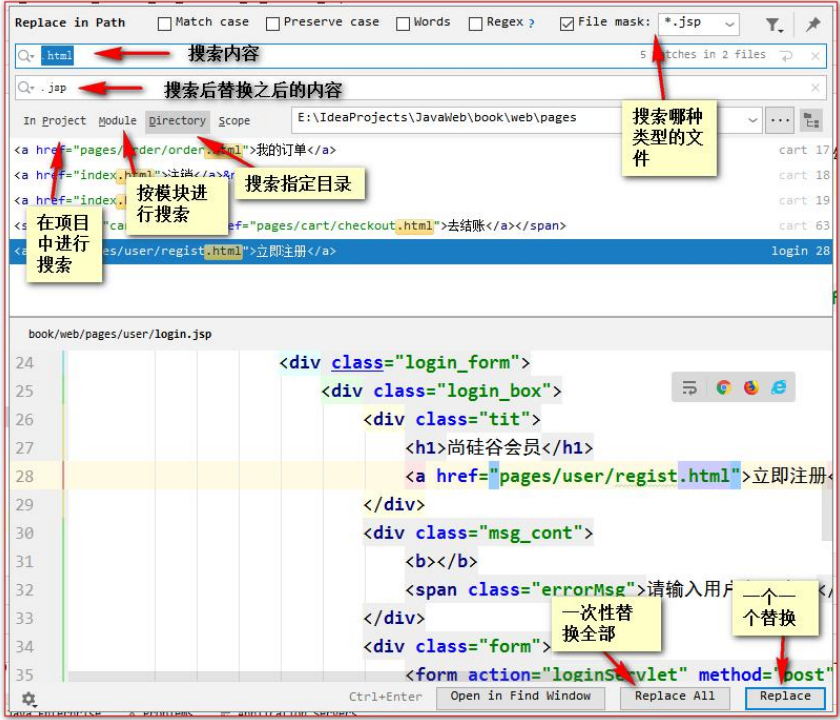 Replace in Path Match case Preserve case Words Regex ? File mask: *.jsp
.html 搜索内容 5 matches in 2 files
.jsp 搜索后替换之后的内容
In Project Module Directory Scope E:\IdeaProjects\JavaWeb\book\web\pages ...
搜索哪种
类型的文
件
<a href="pages/order/order.html">我的订单</a> cart 17
<a href="index.html">注销</a>&n cart 18
<a href="index. cart 19
="pages/cart/checkout.html">去结账</a></span> cart 63
es/user/regist.html">立即注册</a> login 28
搜索指定目录
按模块进
行搜索
在项目
中进行
搜索
book/web/pages/user/login.jsp
24 <div class="login_form">
25 <div class="login_box">
26 <div class="tit">
27 <h1>尚硅谷会员</h1>
28 <a href="pages/user/regist.html">立即注册<
29 </div>
30 <div class="msg_cont">
31 <b></b>
32 <span class="errorMsg">请输入用户
33 </div>
34 <div class="form">
35 <form action="loginServlet" method="post"
一次性替
换全部
一个一
个替换
Ctrl+Enter Open in Find Window Replace All Replace